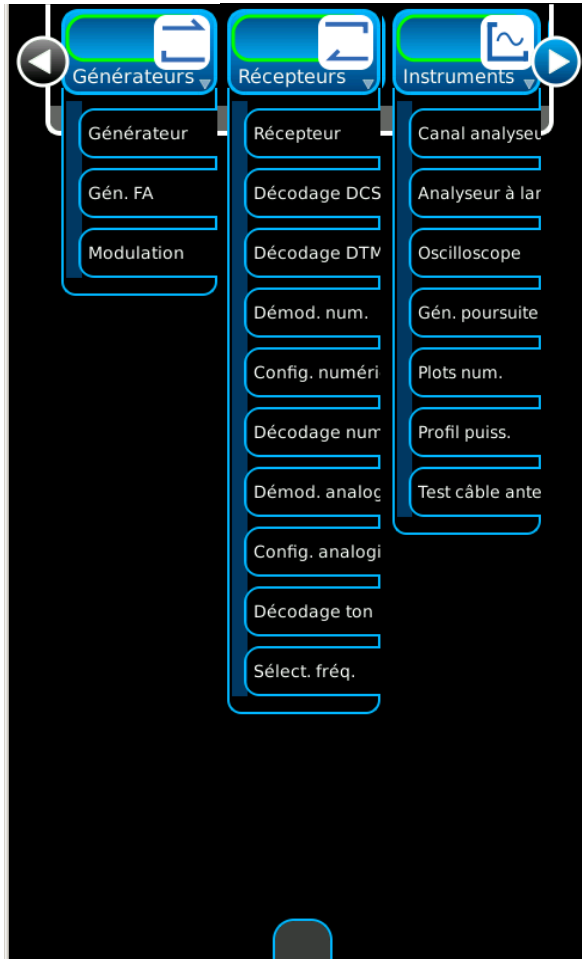 Générateurs
Générateur
Gén. FA
Modulation
Récepteurs
Récepteur
Décodage DCS
Décodage DTM
Démod. num.
Config. numéri
Décodage num
Démod. analog
Config. analogi
Décodage ton
Sélect. fréq.
Instruments
Canal analyseu
Analyseur à lar
Oscilloscope
Gén. poursuite
Plots num.
Profil puiss.
Test câble ante